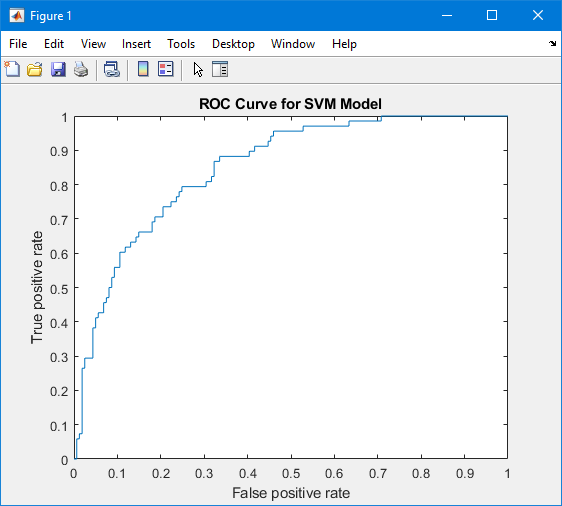 Figure 1
File Edit View Insert Tools Desktop Window Help
ROC Curve for SVM Model
1
0.9
0.8
0.7
0.6
0.5
0.4
0.3
0.2
0.1
0
True positive rate
0 0.1 0.2 0.3 0.4 0.5 0.6 0.7 0.8 0.9 1
False positive rate